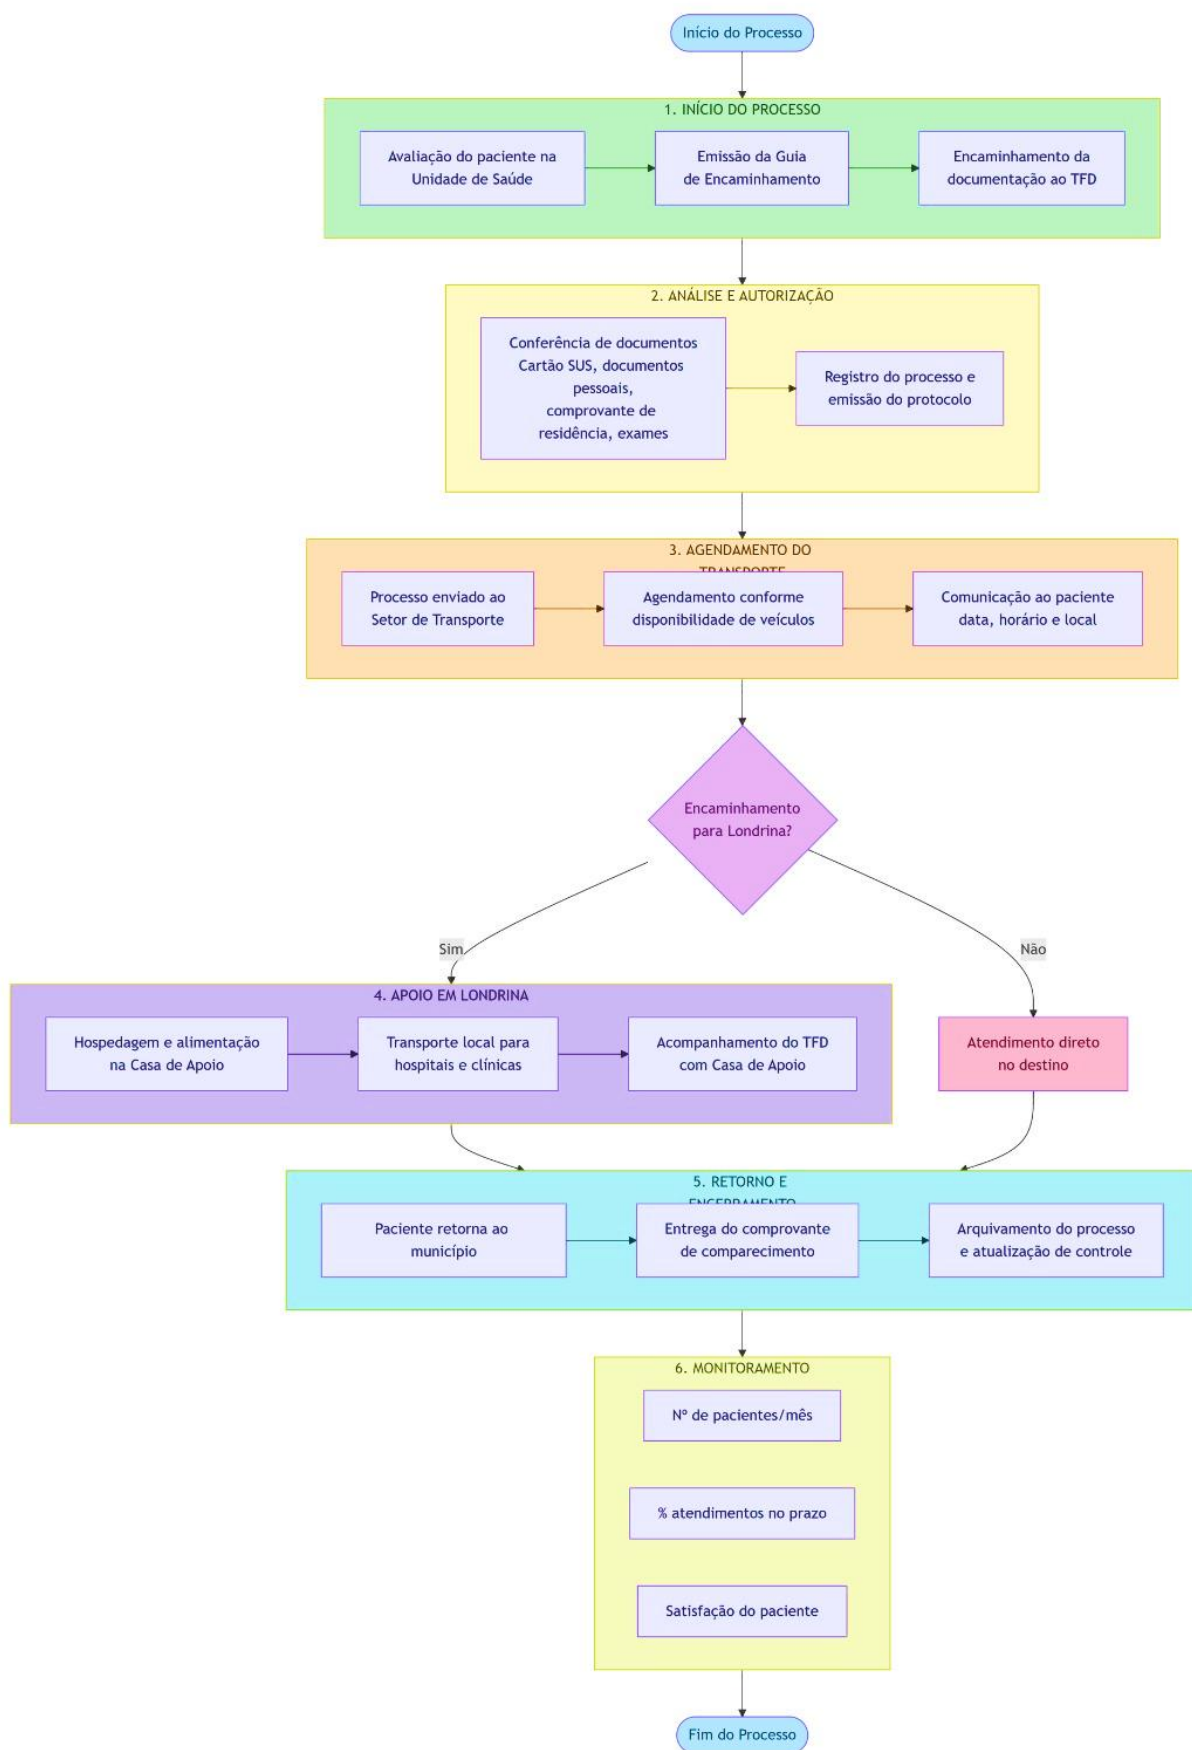 Início do Processo
1. INÍCIO DO PROCESSO
Avaliação do paciente na
Unidade de Saúde
Emissão da Guia
de Encaminhamento
Encaminhamento da
documentação ao TFD
2. ANÁLISE E AUTORIZAÇÃO
Conferência de documentos
Cartão SUS, documentos
pessoais,
comprovante de
residência, exames
Registro do processo e
emissão do protocolo
3. AGENDAMENTO DO
TRANSPORTE
Processo enviado ao
Setor de Transporte
Agendamento conforme
disponibilidade de veículos
Comunicação ao paciente
data, horário e local
Encaminhamento
para Londrina?
Sim
Não
4. APOIO EM LONDRINA
Hospedagem e alimentação
na Casa de Apoio
Transporte local para
hospitais e clínicas
Acompanhamento do TFD
com Casa de Apoio
Atendimento direto
no destino
5. RETORNO E
ENCERRAMENTO
Paciente retorna ao
município
Entrega do comprovante
de comparecimento
Arquivamento do processo
e atualização de controle
6. MONITORAMENTO
Nº de pacientes/mês
% atendimentos no prazo
Satisfação do paciente
Fim do Processo